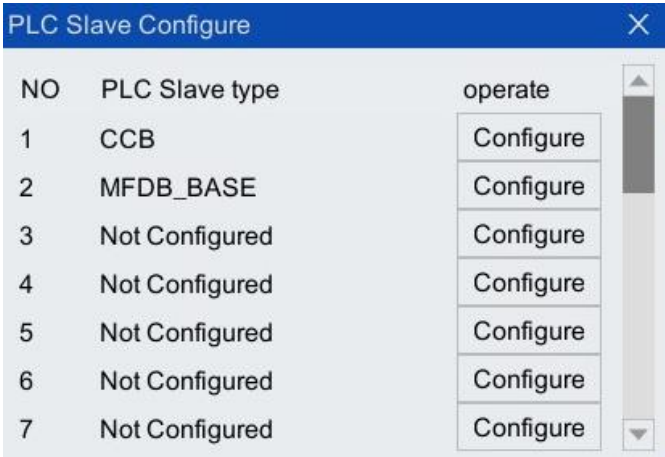 PLC Slave Configure
NO PLC Slave type operate
1 CCB Configure
2 MFDB_BASE Configure
3 Not Configured Configure
4 Not Configured Configure
5 Not Configured Configure
6 Not Configured Configure
7 Not Configured Configure